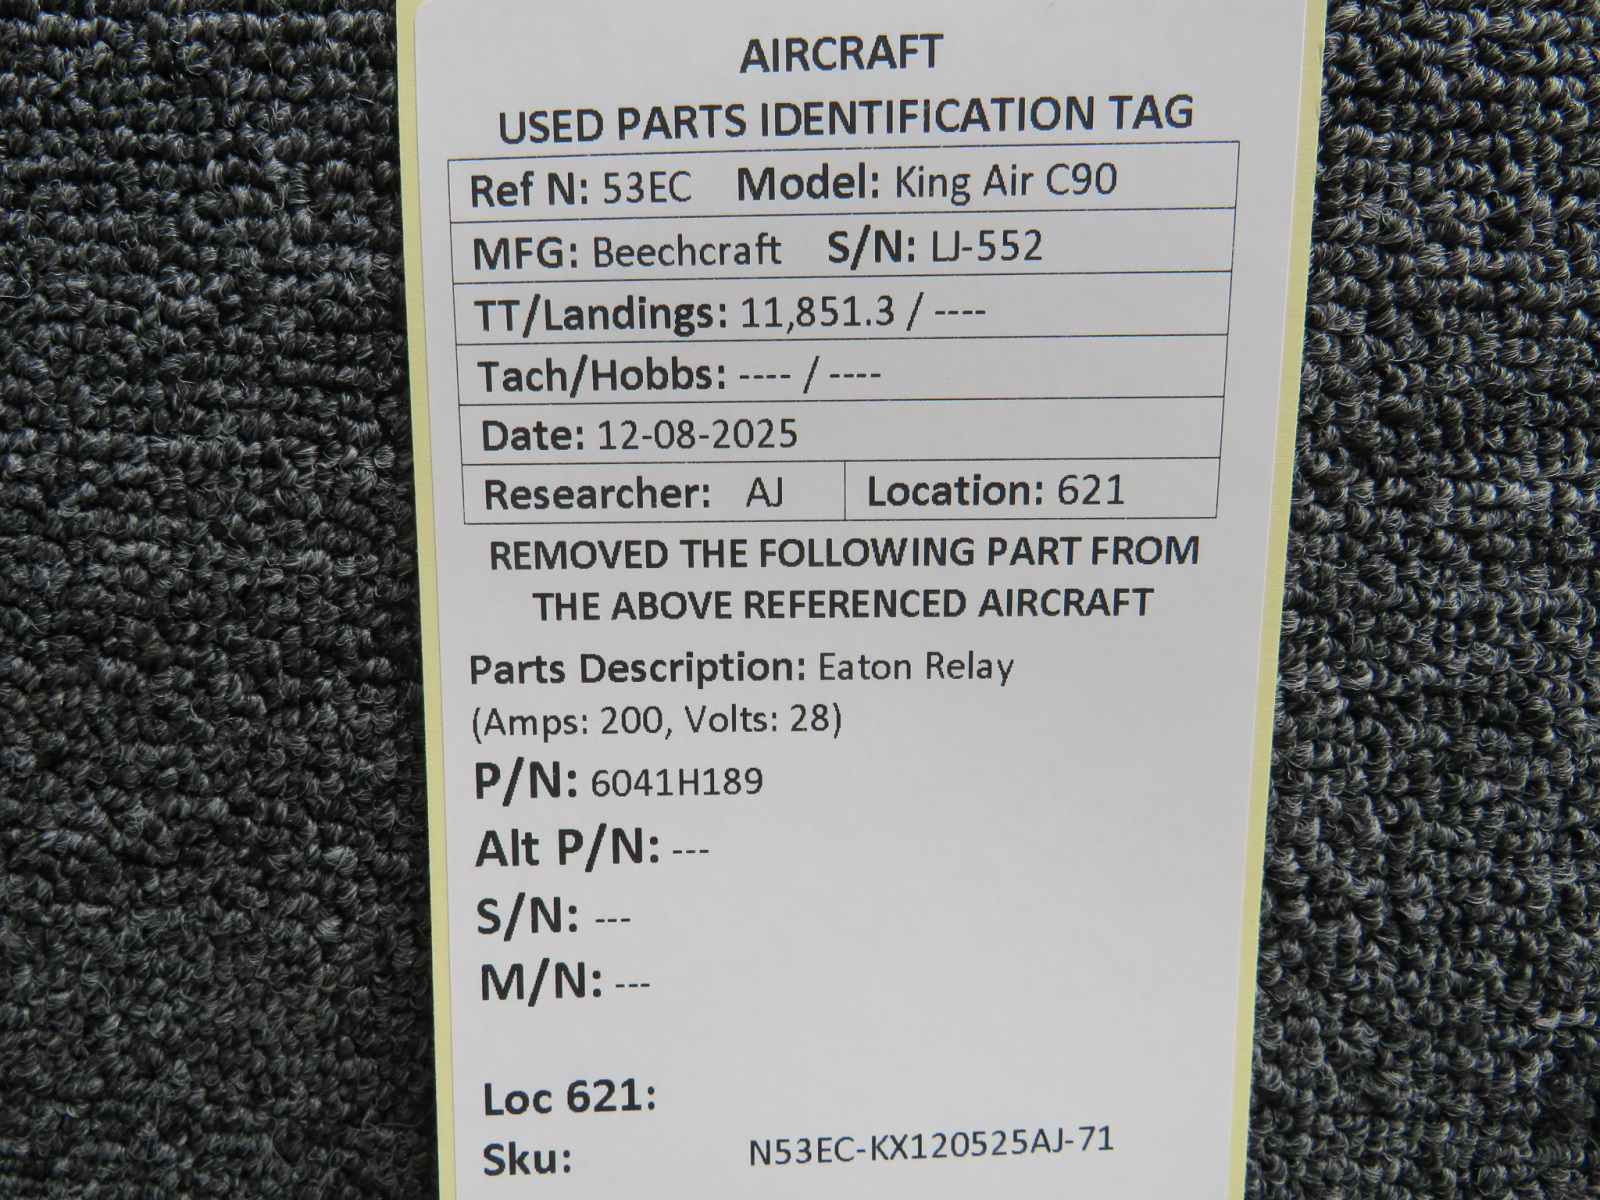 AIRCRAFT
USED PARTS IDENTIFICATION TAG
Ref N: 53EC Model: King Air C90
MFG: Beechcraft S/N: LJ-552
TT/Landings: 11,851.3 / ----
Tach/Hobbs: ---- / ----
Date: 12-08-2025
Researcher: AJ Location: 621
REMOVED THE FOLLOWING PART FROM
THE ABOVE REFERENCED AIRCRAFT
Parts Description: Eaton Relay
(Amps: 200, Volts: 28)
P/N: 6041H189
Alt P/N: ---
S/N: ---
M/N: ---
Loc 621:
Sku: N53EC-KX120525AJ-71